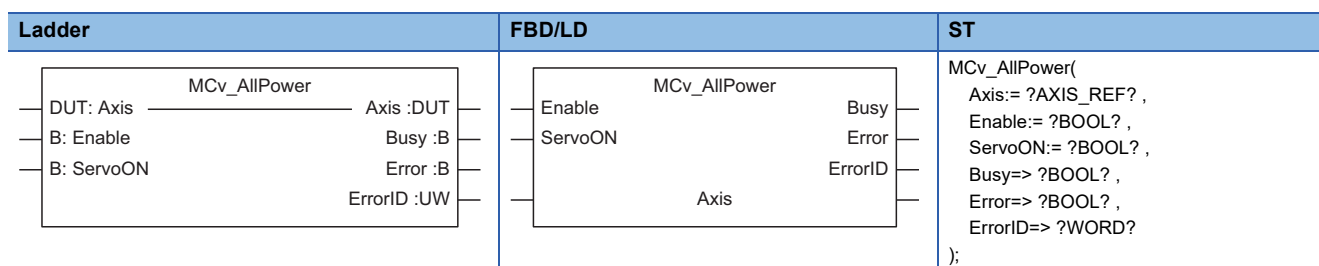 Ladder
FBD/LD
ST
MCv_AllPower
DUT: Axis
Axis :DUT
B: Enable
Busy :B
B: ServoON
Error :B
ErrorID :UW
MCv_AllPower
Enable
Busy
ServoON
Error
ErrorID
Axis
MCv_AllPower(
Axis:= ?AXIS_REF? ,
Enable:= ?BOOL? ,
ServoON:= ?BOOL? ,
Busy=> ?BOOL? ,
Error=> ?BOOL? ,
ErrorID=> ?WORD?
);